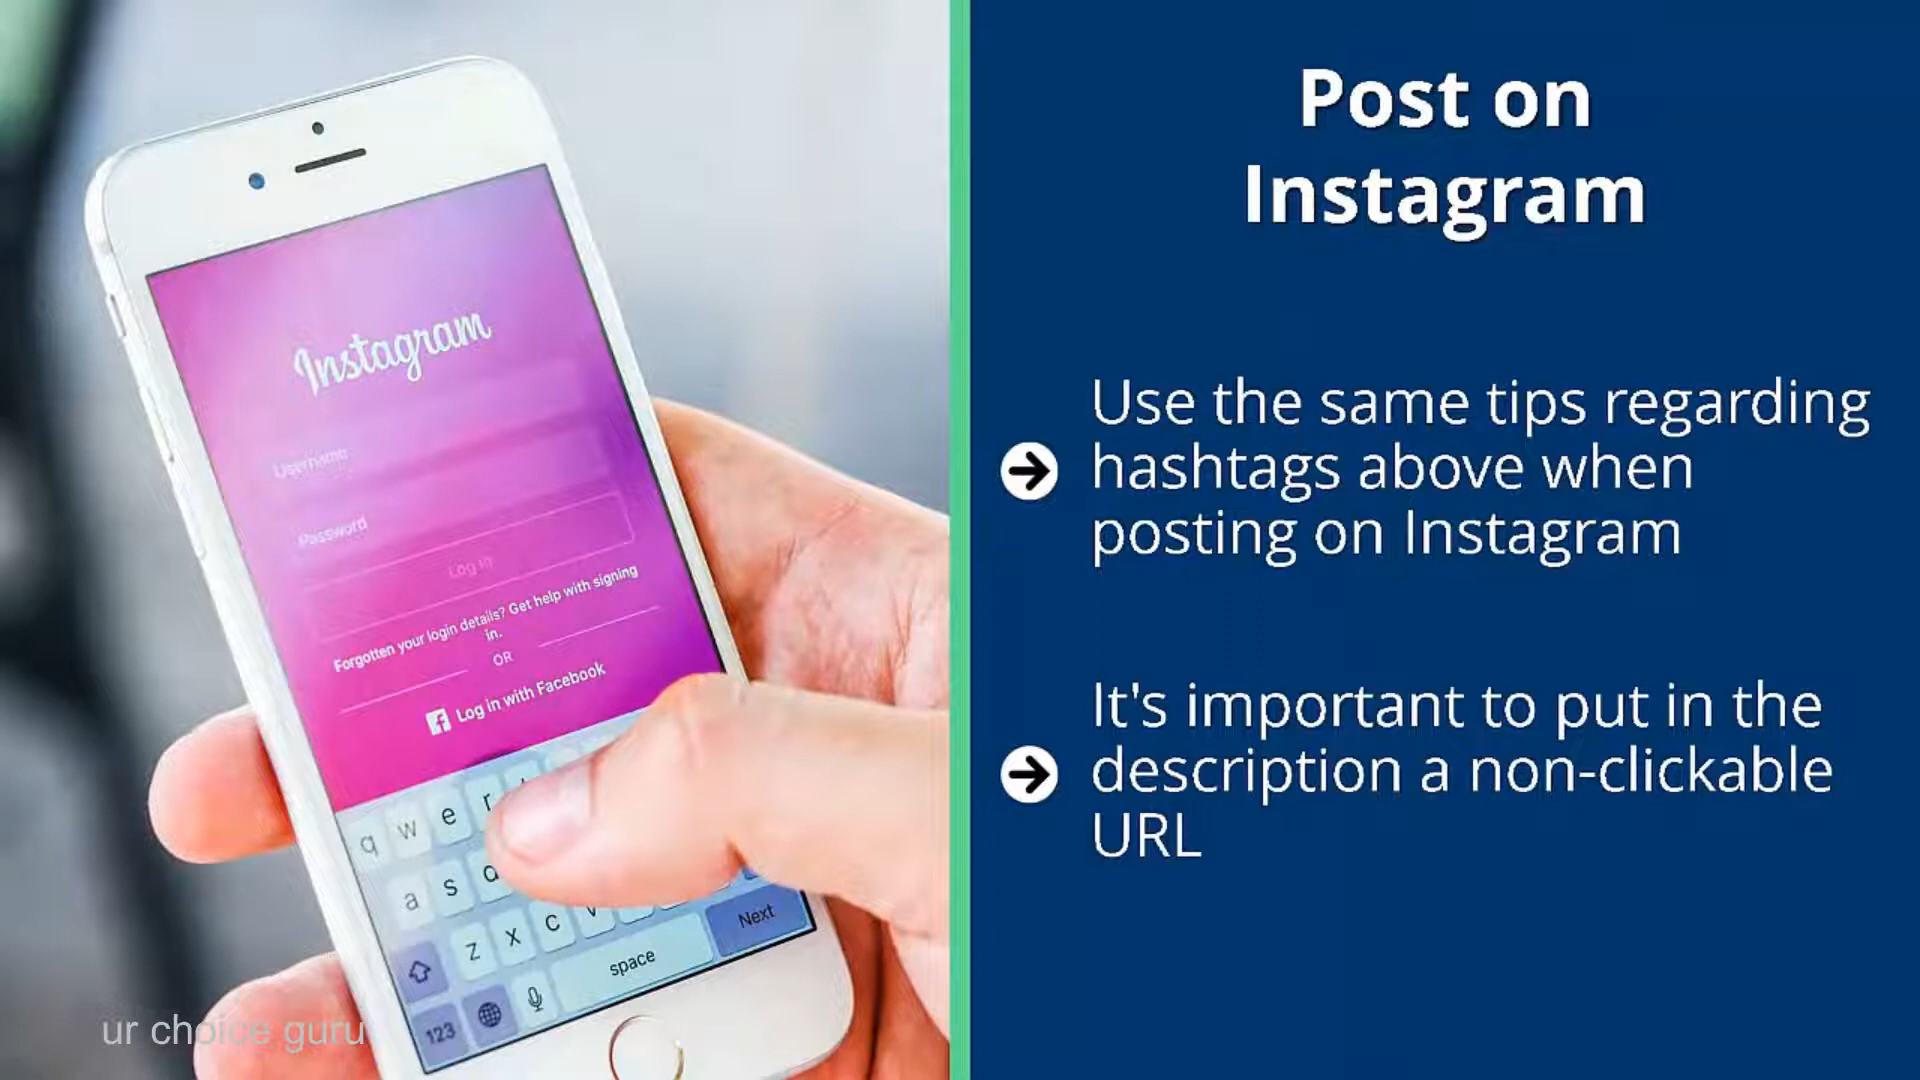 Post on
Instagram
Use the same tips regarding
hashtags above when
posting on Instagram
It's important to put in the
description a non-clickable
URL
Instagram
Username
Password
Log in
Forgotten your login details? Get help with signing
in.
OR
Log in with Facebook
q w e r
a s d
z x c v
Next
space
123
ur choice guru